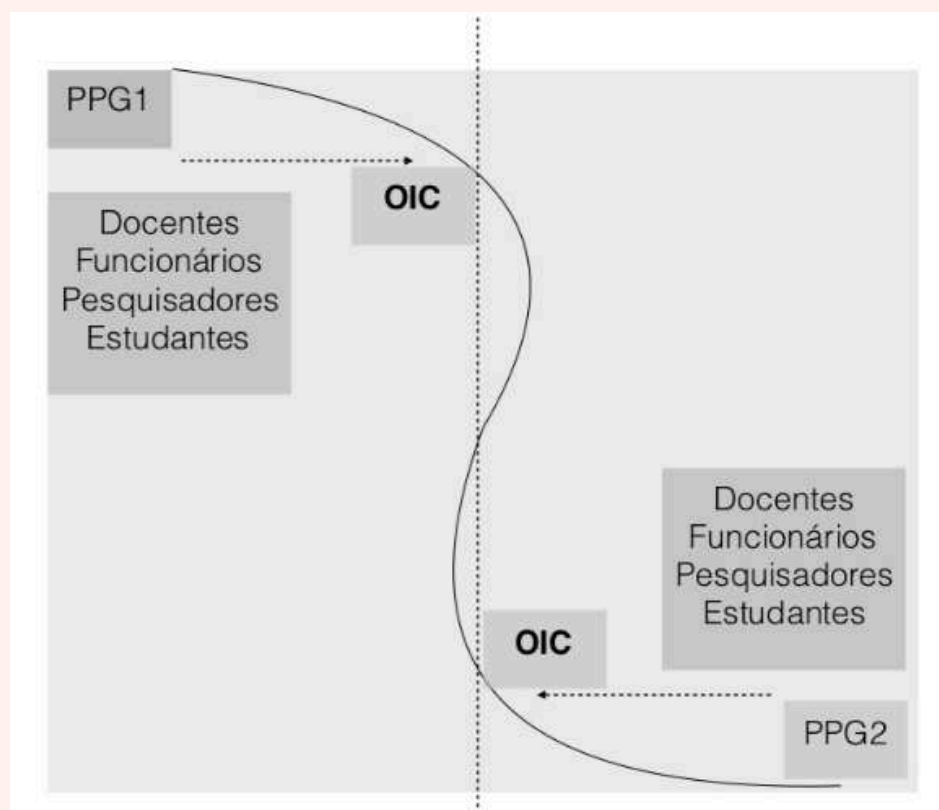 PPG1
OIC
Docentes
Funcionários
Pesquisadores
Estudantes
Docentes
Funcionários
Pesquisadores
Estudantes
OIC
PPG2